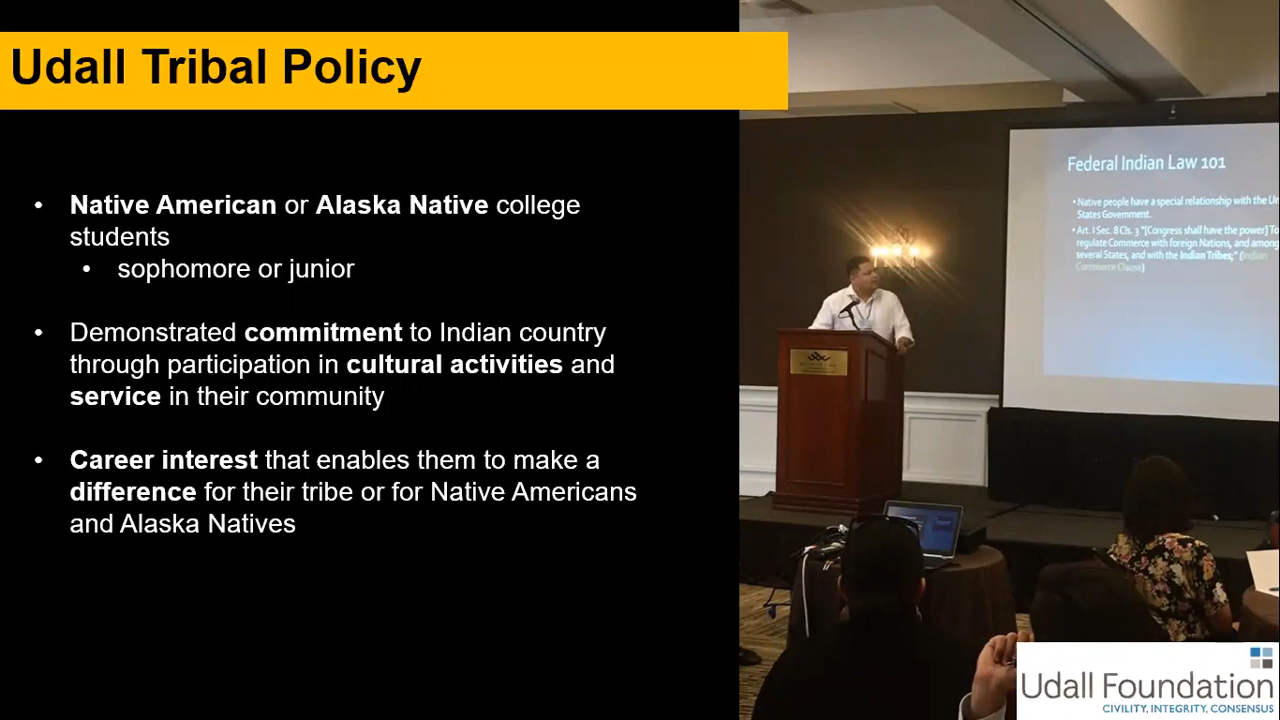 Udall Tribal Policy
• Native American or Alaska Native college
students
• sophomore or junior
• Demonstrated commitment to Indian country
through participation in cultural activities and
service in their community
• Career interest that enables them to make a
difference for their tribe or for Native Americans
and Alaska Natives
Federal Indian Law 101
• Native people have a special relationship with the
States Government.
• Art. I Sec. 8 Cls. 3 "[Congress shall have the power] To
regulate Commerce with foreign Nations, and among
several States, and with the Indian Tribes;" (Indian
Commerce Clause)
Udall Foundation
CIVILITY, INTEGRITY, CONSENSUS